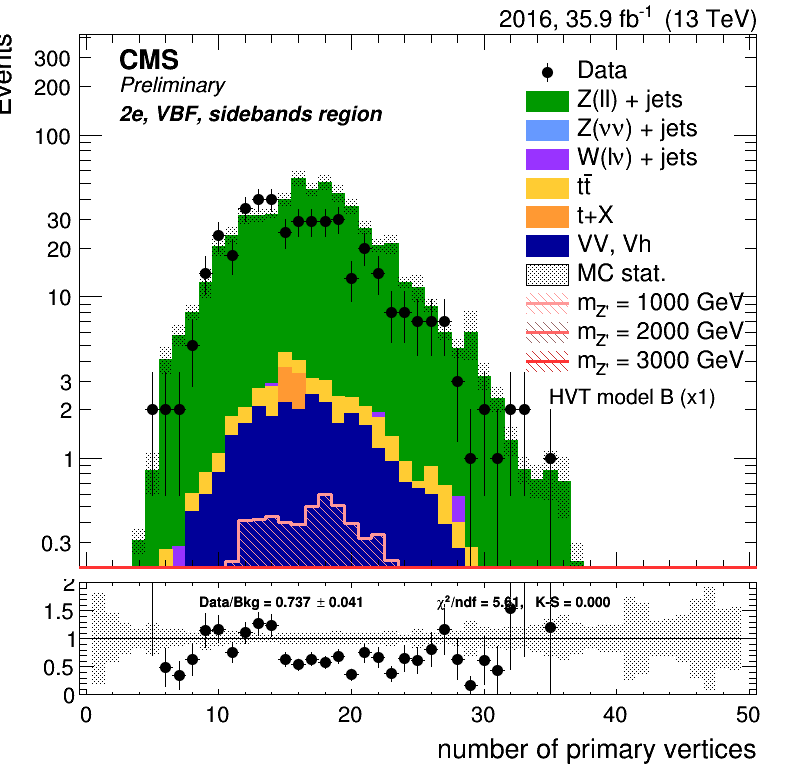 2016, 35.9 fb⁻¹ (13 TeV)
Events
CMS
Preliminary
2e, VBF, sidebands region
Data
Z(ll) + jets
Z(νν) + jets
W(lν) + jets
tt̄
t+X
VV, Vh
MC stat.
m_Z' = 1000 GeV
m_Z' = 2000 GeV
m_Z' = 3000 GeV
HVT model B (x1)
300
200
100
30
20
10
3
2
1
0.3
Data/Bkg = 0.737 ± 0.041 χ²/ndf = 5.61, K-S = 0.000
2
1.5
1
0.5
0
0 10 20 30 40 50
number of primary vertices